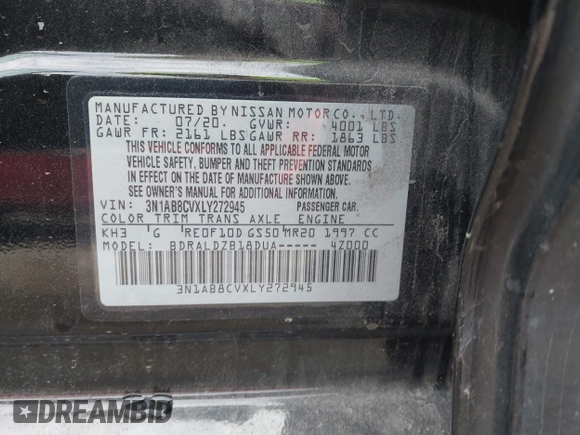 MANUFACTURED BY NISSAN MOTOR CO., LTD.
DATE: 07/20. GVWR: 4001 LBS
GAWR FR: 2161 LBS GAWR RR: 1863 LBS
THIS VEHICLE CONFORMS TO ALL APPLICABLE FEDERAL MOTOR
VEHICLE SAFETY, BUMPER AND THEFT PREVENTION STANDARDS
IN EFFECT ON THE DATE OF MANUFACTURE SHOWN ABOVE.
SEE OWNER'S MANUAL FOR ADDITIONAL INFORMATION.
VIN: 3N1AB8CVXLY272945 PASSENGER CAR.
COLOR TRIM TRANS AXLE ENGINE
KH3 G RE0F10D GS50 MR20 1997 CC
MODEL: BDRALDZB18DUA----- 4Z000
3N1AB8CVXLY272945
DREAMBID